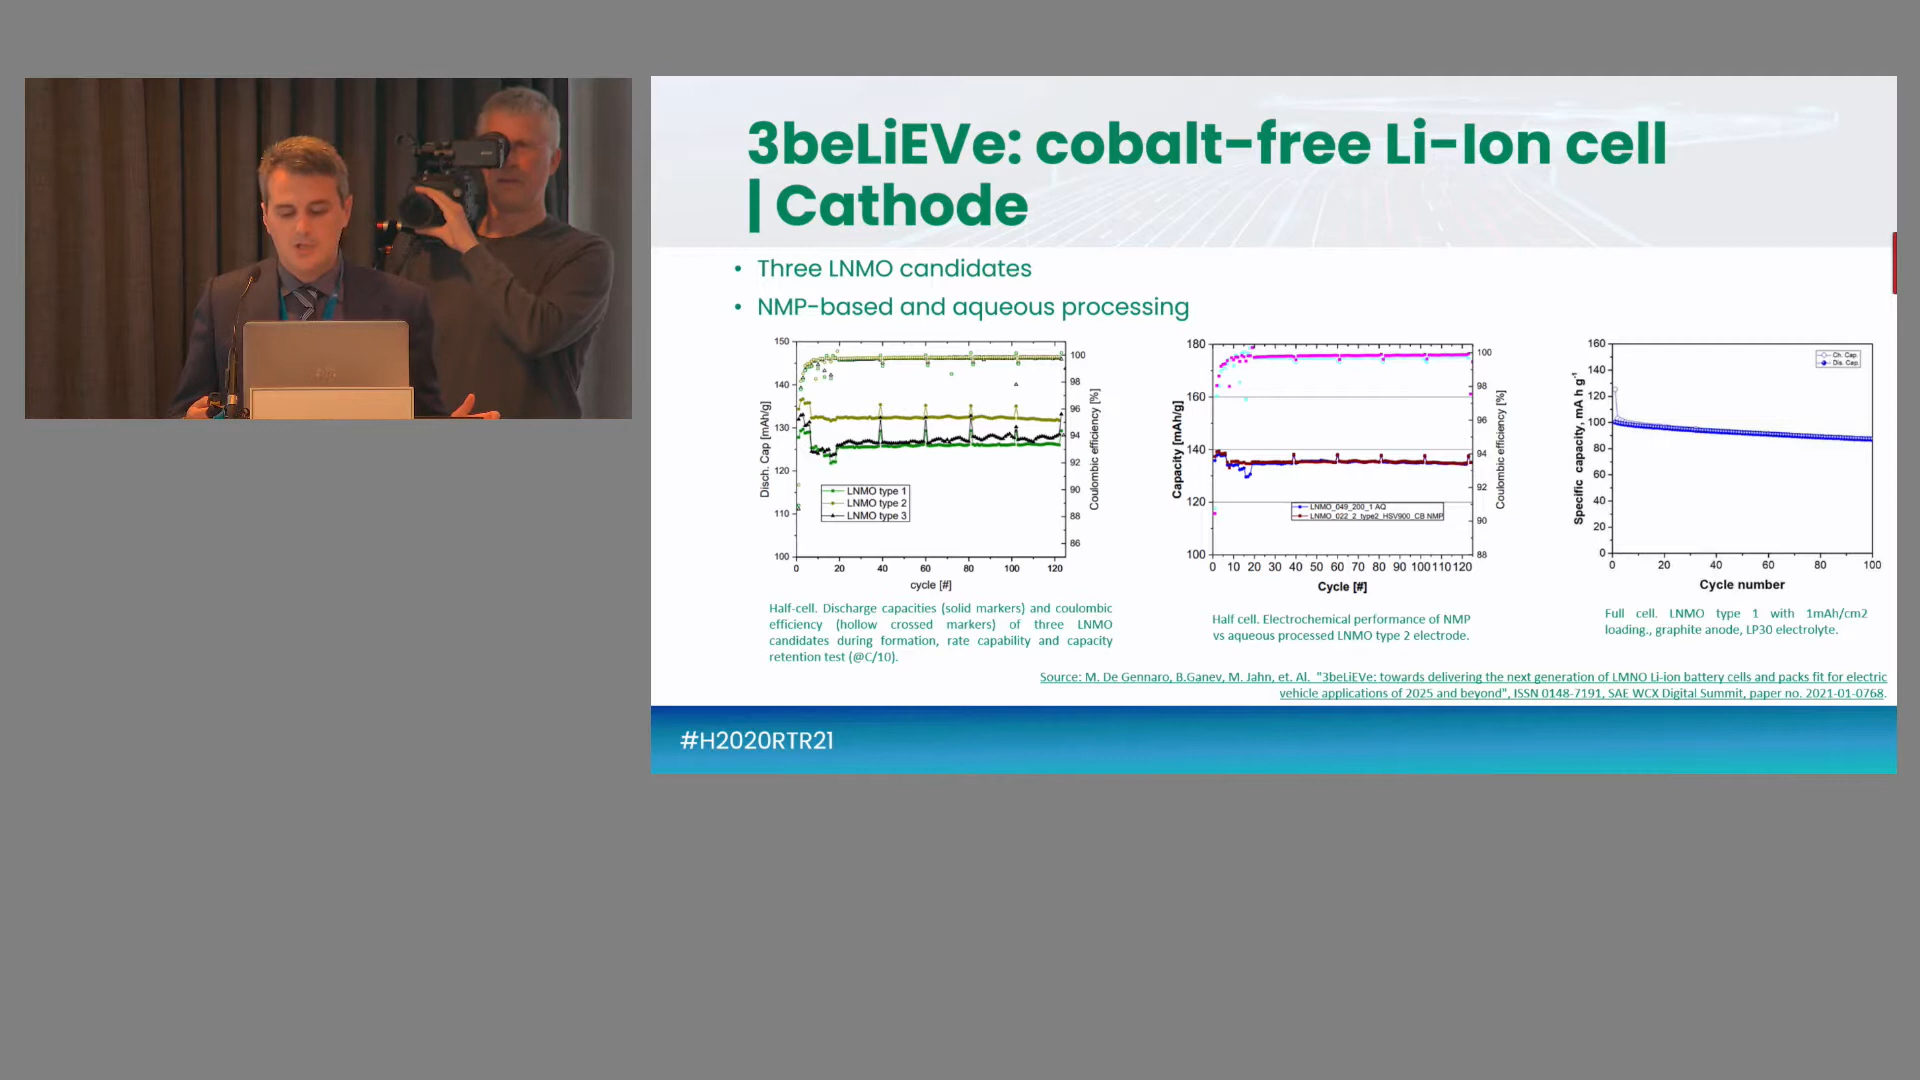 3beLiEVe: cobalt-free Li-Ion cell
| Cathode
• Three LNMO candidates
• NMP-based and aqueous processing
150
140
130
120
110
100
Disch. Cap [mAh/g]
100
98
96
94
92
90
88
86
Coulombic efficiency [%]
LNMO type 1
LNMO type 2
LNMO type 3
0 20 40 60 80 100 120
cycle [#]
Half-cell. Discharge capacities (solid markers) and coulombic
efficiency (hollow crossed markers) of three LNMO
candidates during formation, rate capability and capacity
retention test (@C/10).
180
160
140
120
100
Capacity [mAh/g]
100
98
96
94
92
90
88
Coulombic efficiency [%]
LNMO_049_200_1 AQ
LNMO_022_2_type2_HSV900_CB NMP
0 10 20 30 40 50 60 70 80 90 100 110 120
Cycle [#]
Half cell. Electrochemical performance of NMP
vs aqueous processed LNMO type 2 electrode.
160
140
120
100
80
60
40
20
0
Specific capacity, mA h g-1
Ch. Cap.
Dis. Cap.
0 20 40 60 80 100
Cycle number
Full cell. LNMO type 1 with 1mAh/cm2
loading., graphite anode, LP30 electrolyte.
Source: M. De Gennaro, B.Ganev, M. Jahn, et. Al. "3beLiEVe: towards delivering the next generation of LMNO Li-ion battery cells and packs fit for electric
vehicle applications of 2025 and beyond", ISSN 0148-7191, SAE WCX Digital Summit, paper no. 2021-01-0768.
#H2020RTR21